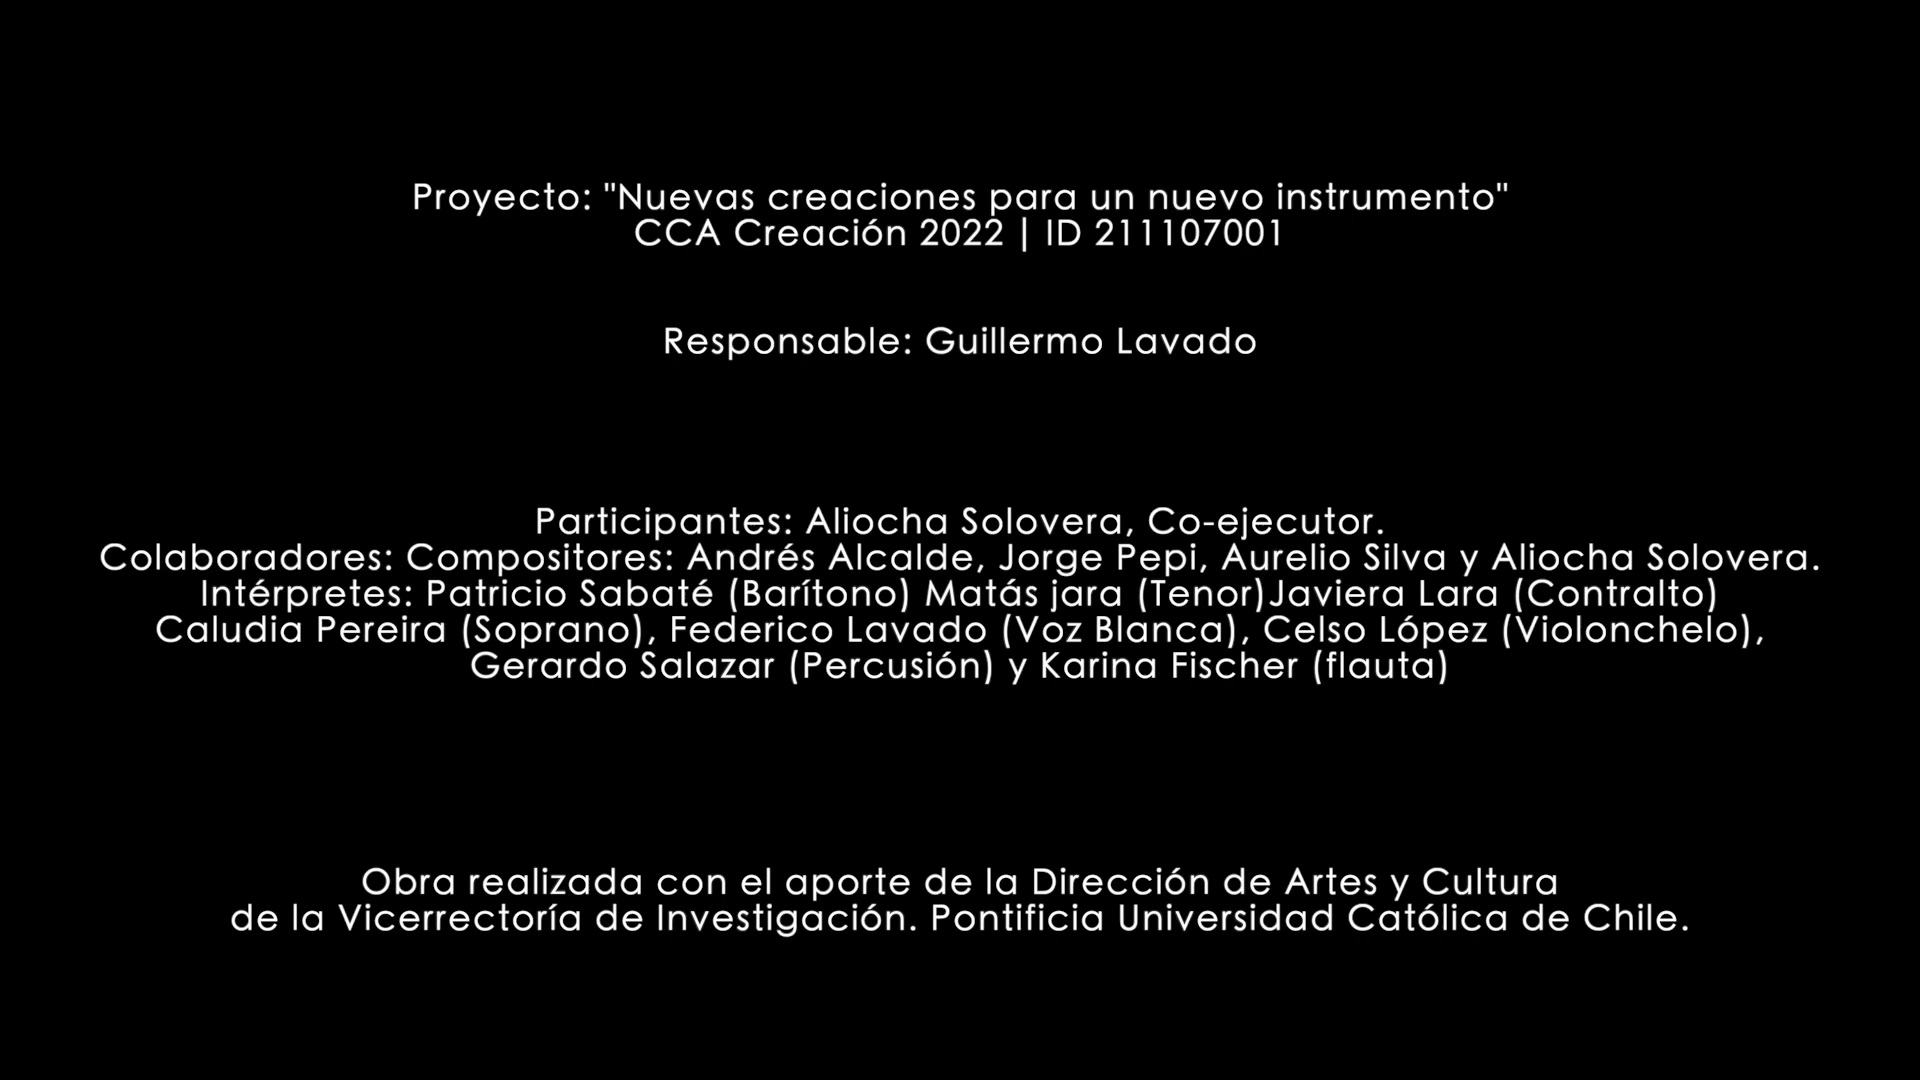 Proyecto: "Nuevas creaciones para un nuevo instrumento"
CCA Creación 2022 | ID 211107001
Responsable: Guillermo Lavado
Participantes: Aliocha Solovera, Co-ejecutor.
Colaboradores: Compositores: Andrés Alcalde, Jorge Pepi, Aurelio Silva y Aliocha Solovera.
Intérpretes: Patricio Sabaté (Barítono) Matás jara (Tenor)Javiera Lara (Contralto)
Caludia Pereira (Soprano), Federico Lavado (Voz Blanca), Celso López (Violonchelo),
Gerardo Salazar (Percusión) y Karina Fischer (flauta)
Obra realizada con el aporte de la Dirección de Artes y Cultura
de la Vicerrectoría de Investigación. Pontificia Universidad Católica de Chile.